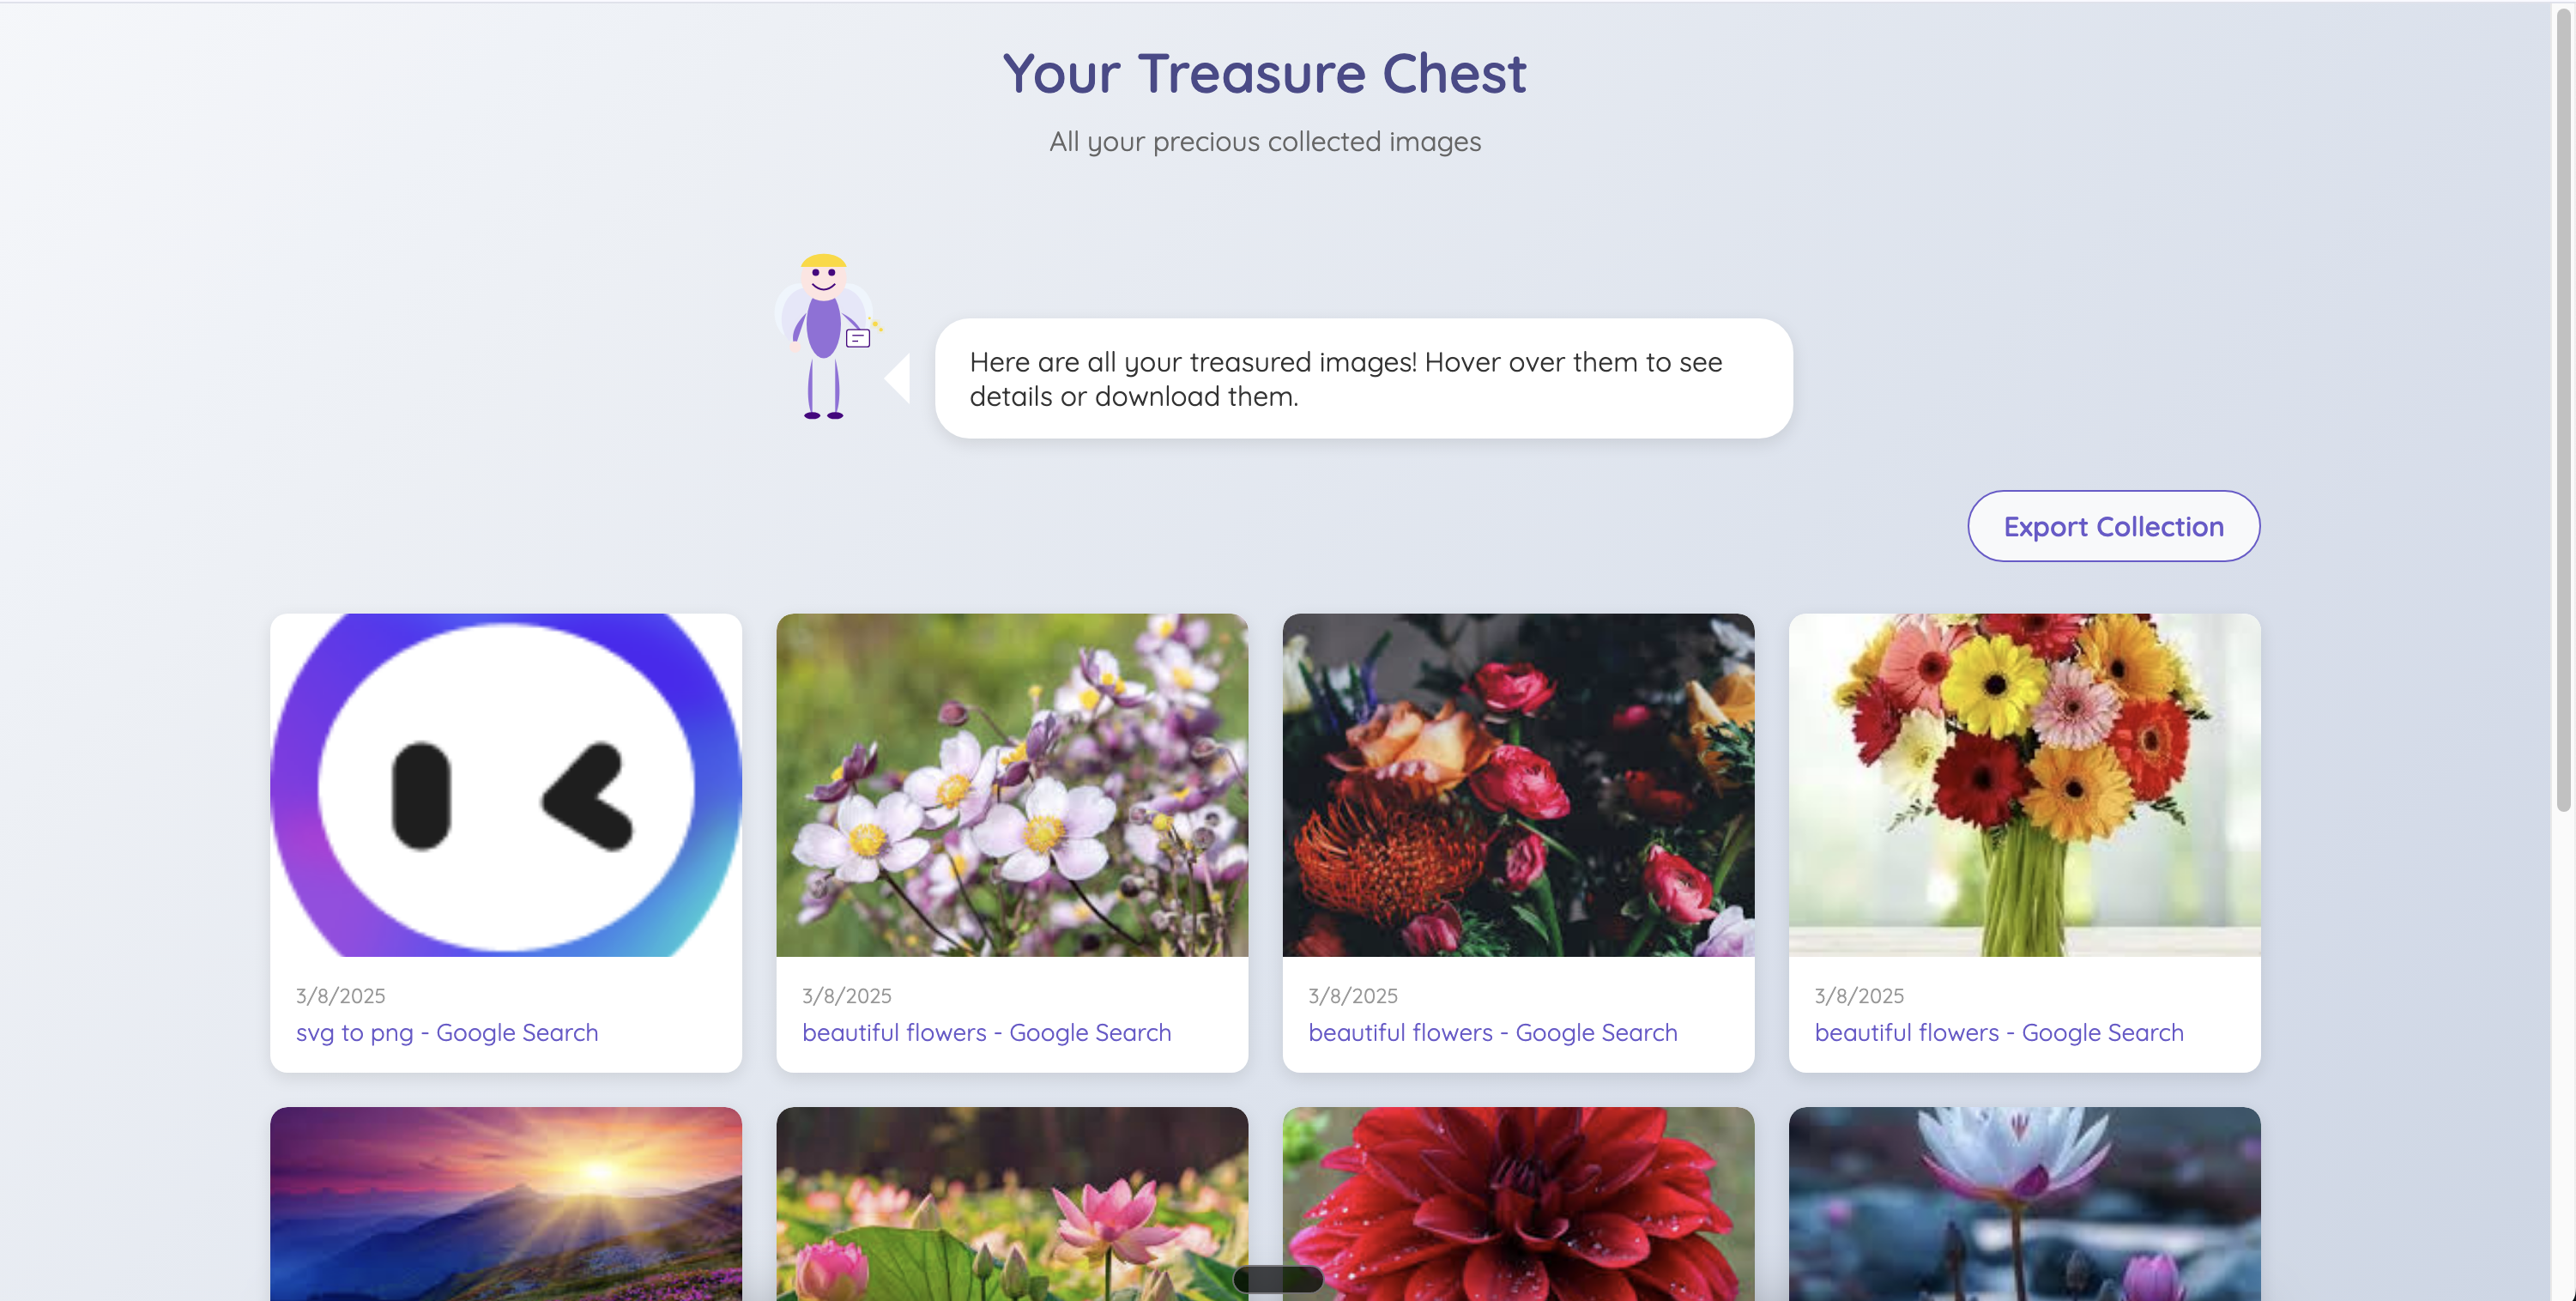 Your Treasure Chest
All your precious collected images
Here are all your treasured images! Hover over them to see
details or download them.
Export Collection
3/8/2025
svg to png - Google Search
3/8/2025
beautiful flowers - Google Search
3/8/2025
beautiful flowers - Google Search
3/8/2025
beautiful flowers - Google Search